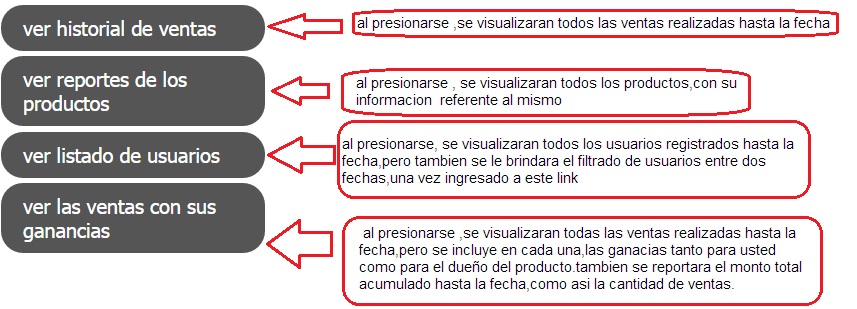 ver historial de ventas
al presionarse ,se visualizaran todos las ventas realizadas hasta la fecha
ver reportes de los
productos
al presionarse , se visualizaran todos los productos,con su
informacion referente al mismo
ver listado de usuarios
al presionarse, se visualizaran todos los usuarios registrados hasta la
fecha,pero tambien se le brindara el filtrado de usuarios entre dos
fechas,una vez ingresado a este link
ver las ventas con sus
ganancias
al presionarse ,se visualizaran todas las ventas realizadas hasta la
fecha,pero se incluye en cada una,las ganacias tanto para usted
como para el dueño del producto.tambien se reportara el monto total
acumulado hasta la fecha,como asi la cantidad de ventas.